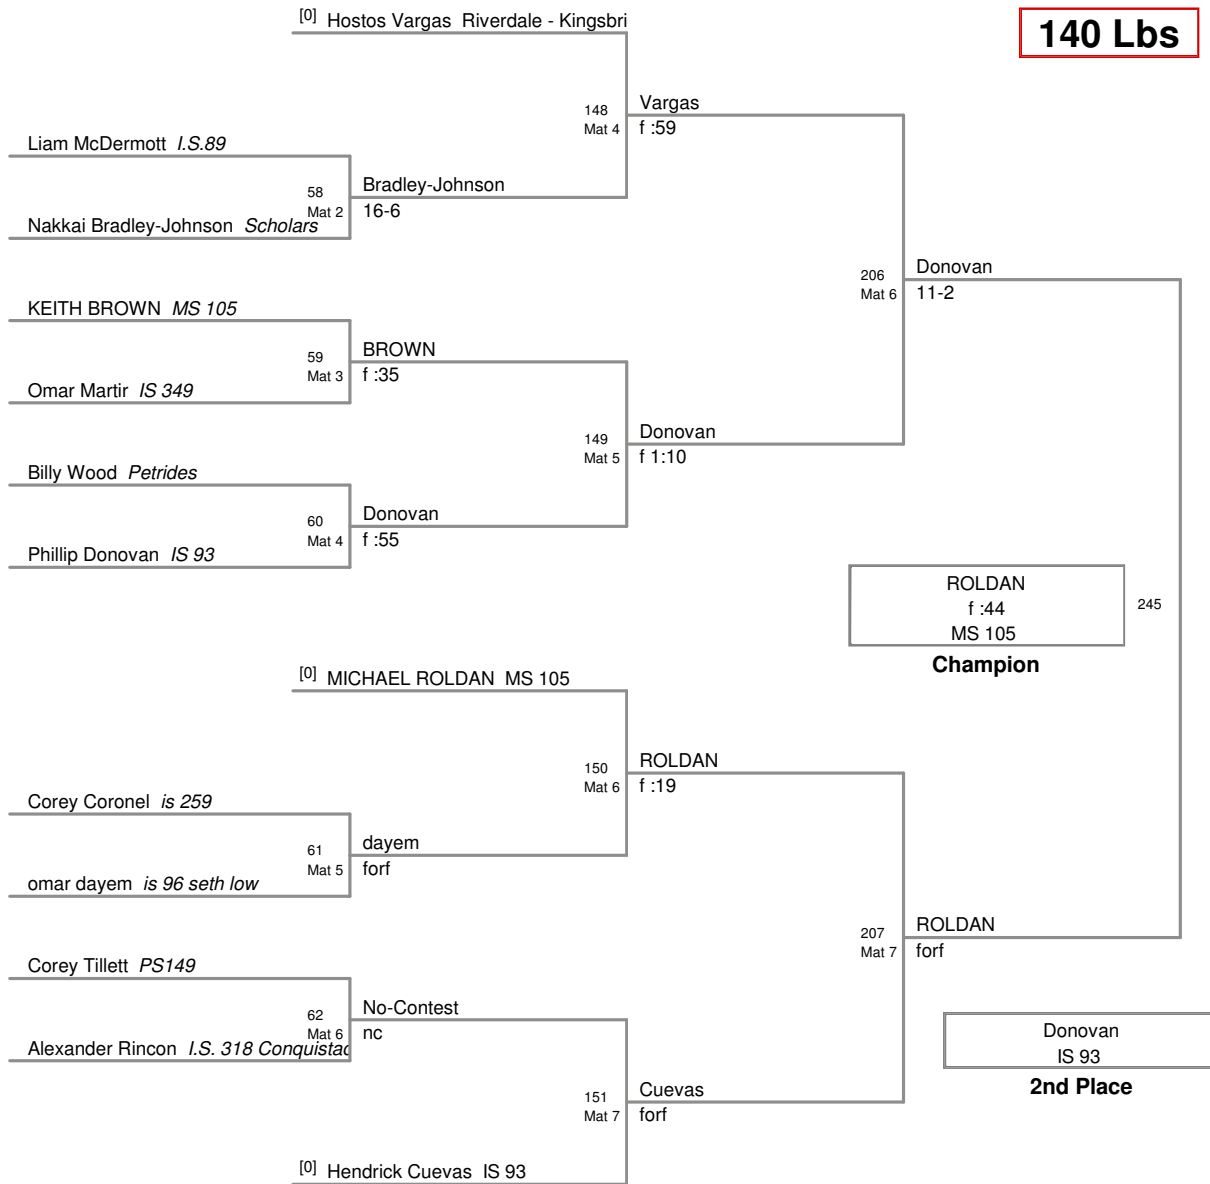 [0] Hostos Vargas Riverdale - Kingsbri
140 Lbs
148
Mat 4
Vargas
f :59
Liam McDermott I.S.89
58
Mat 2
Bradley-Johnson
16-6
Nakkai Bradley-Johnson Scholars
206
Mat 6
Donovan
11-2
KEITH BROWN MS 105
59
Mat 3
BROWN
f :35
Omar Martir IS 349
149
Mat 5
Donovan
f 1:10
Billy Wood Petrides
60
Mat 4
Donovan
f :55
Phillip Donovan IS 93
ROLDAN
f :44
MS 105
245
Champion
[0] MICHAEL ROLDAN MS 105
150
Mat 6
ROLDAN
f :19
Corey Coronel is 259
61
Mat 5
dayem
forf
omar dayem is 96 seth low
207
Mat 7
ROLDAN
forf
Corey Tillett PS149
62
Mat 6
No-Contest
nc
Alexander Rincon I.S. 318 Conquistad
Donovan
IS 93
2nd Place
151
Mat 7
Cuevas
forf
[0] Hendrick Cuevas IS 93